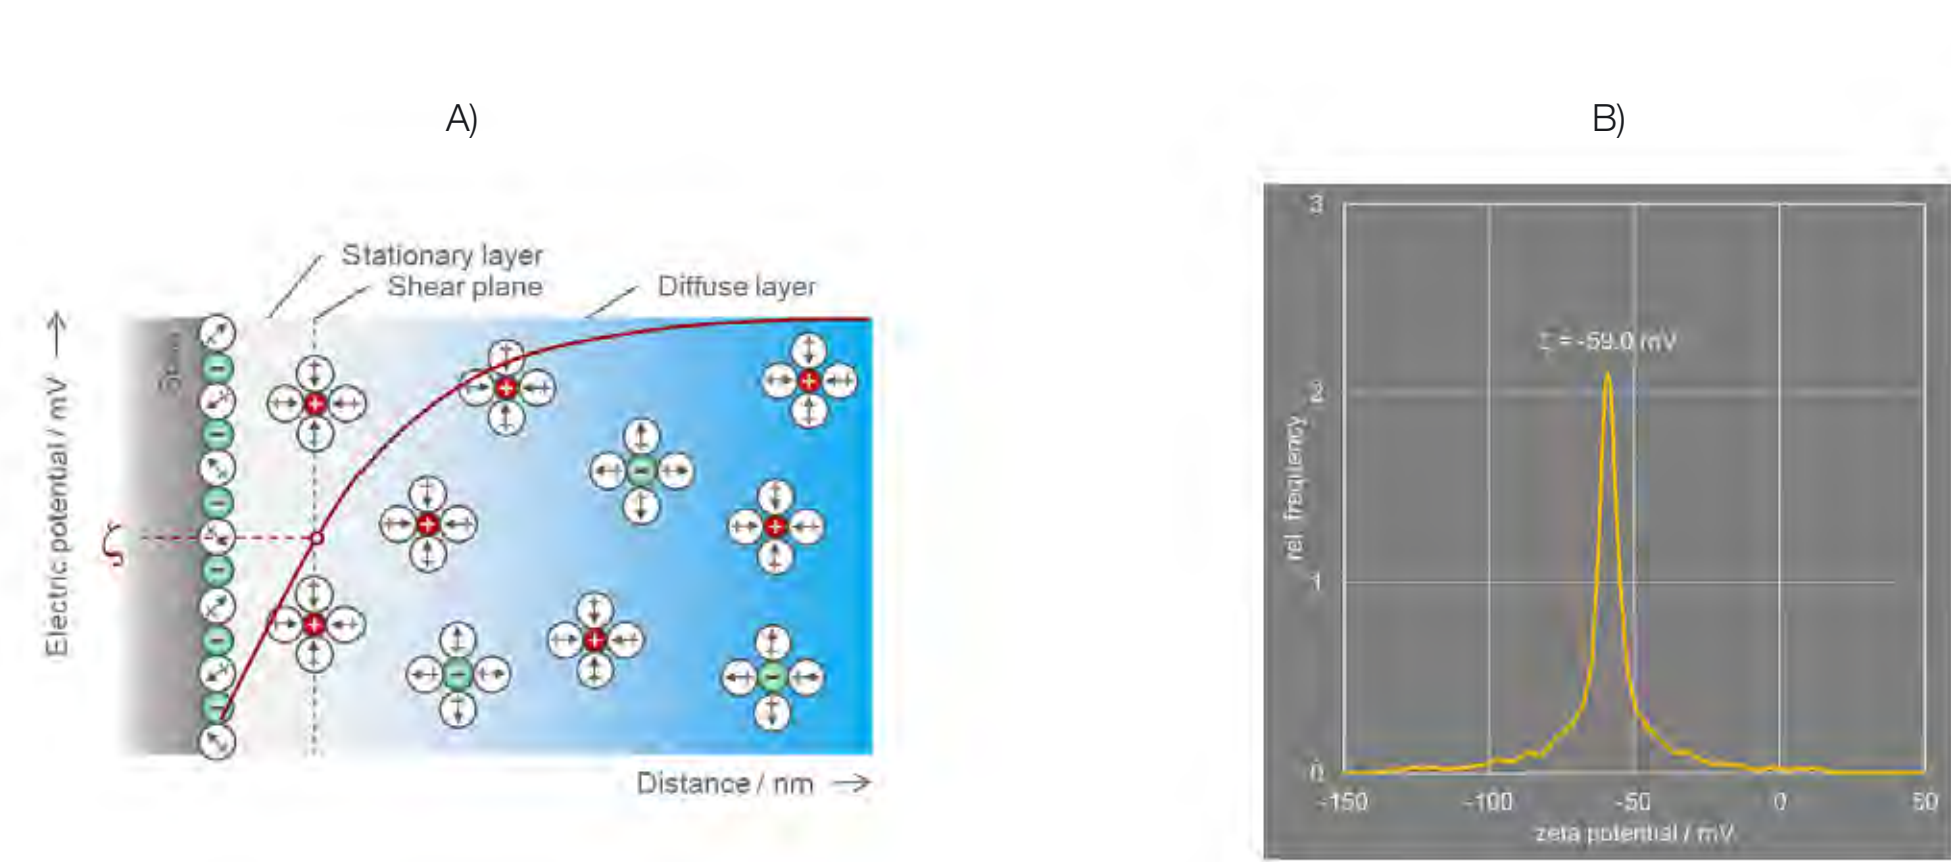 A)
B)
Stationary layer
Shear plane
Diffuse layer
Electric potential / mV
ζ
Distance / nm
3
ζ = -59.0 mV
2
rel. frequency
1
0
-150 -100 -50 0 50
zeta potential / mV